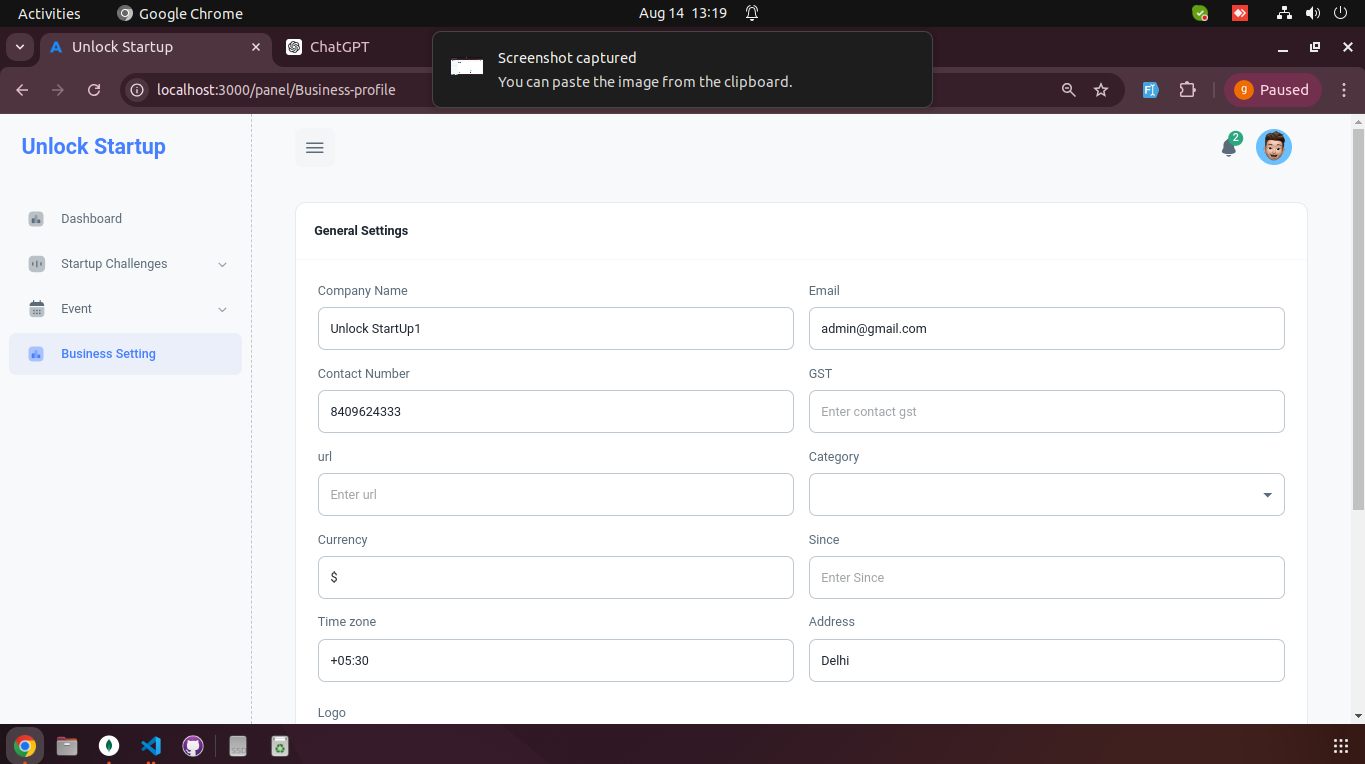 Activities Google Chrome Aug 14 13:19
Unlock Startup ChatGPT
Screenshot captured
You can paste the image from the clipboard.
localhost:3000/panel/Business-profile g Paused
Unlock Startup
2
Dashboard
Startup Challenges
Event
Business Setting
General Settings
Company Name Email
Unlock StartUp1 admin@gmail.com
Contact Number GST
8409624333 Enter contact gst
url Category
Enter url
Currency Since
$ Enter Since
Time zone Address
+05:30 Delhi
Logo
SSD